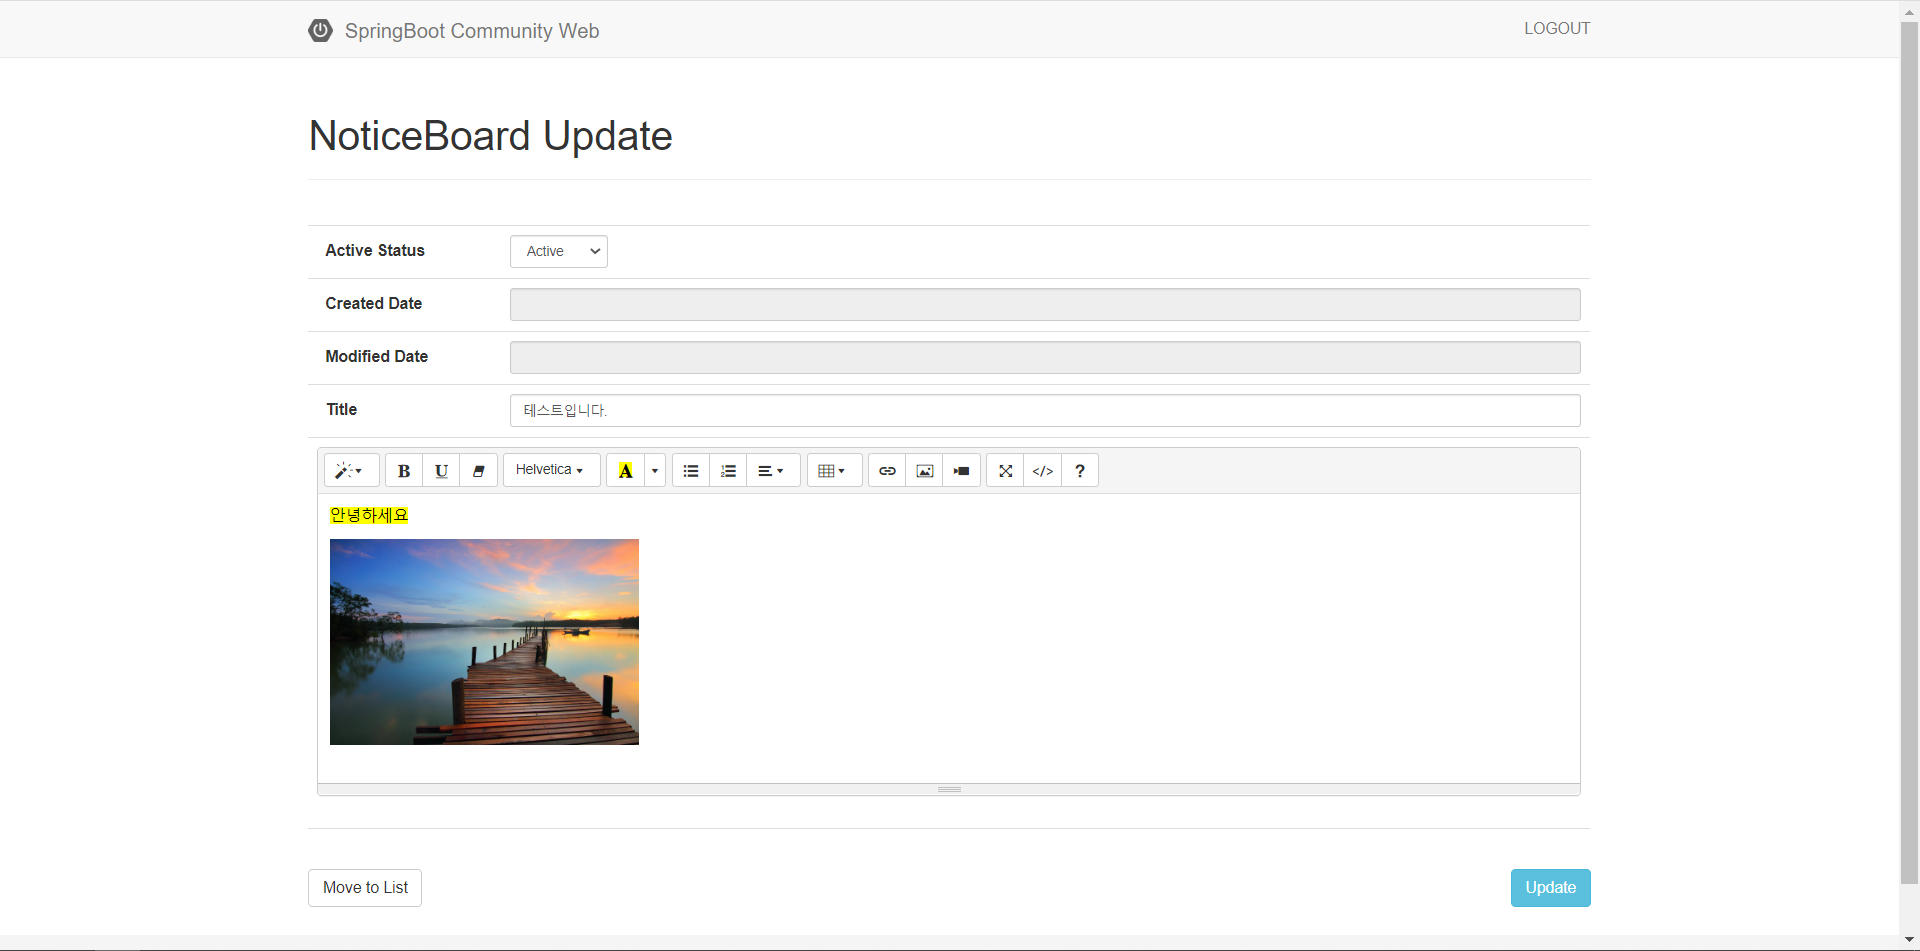 SpringBoot Community Web
LOGOUT
NoticeBoard Update
Active Status
Active
Created Date
Modified Date
Title
테스트입니다.
B U Helvetica A </> ?
안녕하세요
Move to List
Update